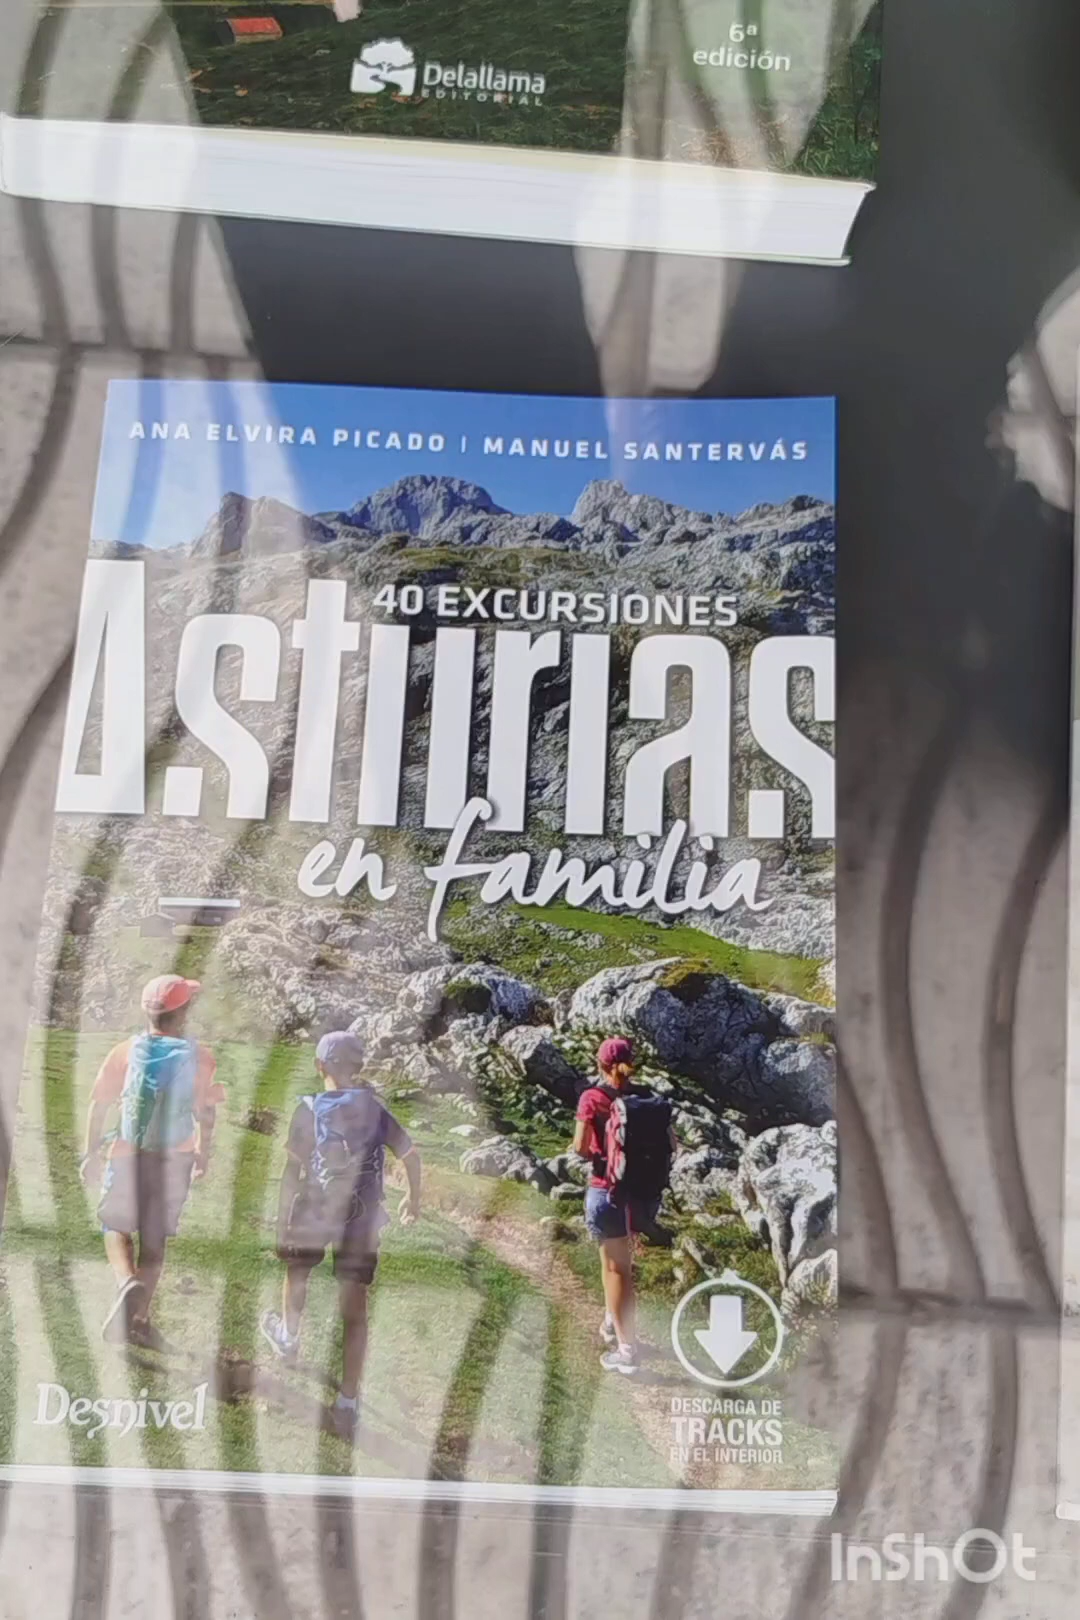 6ª
edición
Delallama
EDITORIAL
ANA ELVIRA PICADO | MANUEL SANTERVÁS
40 EXCURSIONES
Asturias
en familia
Desnivel
DESCARGA DE
TRACKS
EN EL INTERIOR
InShOt